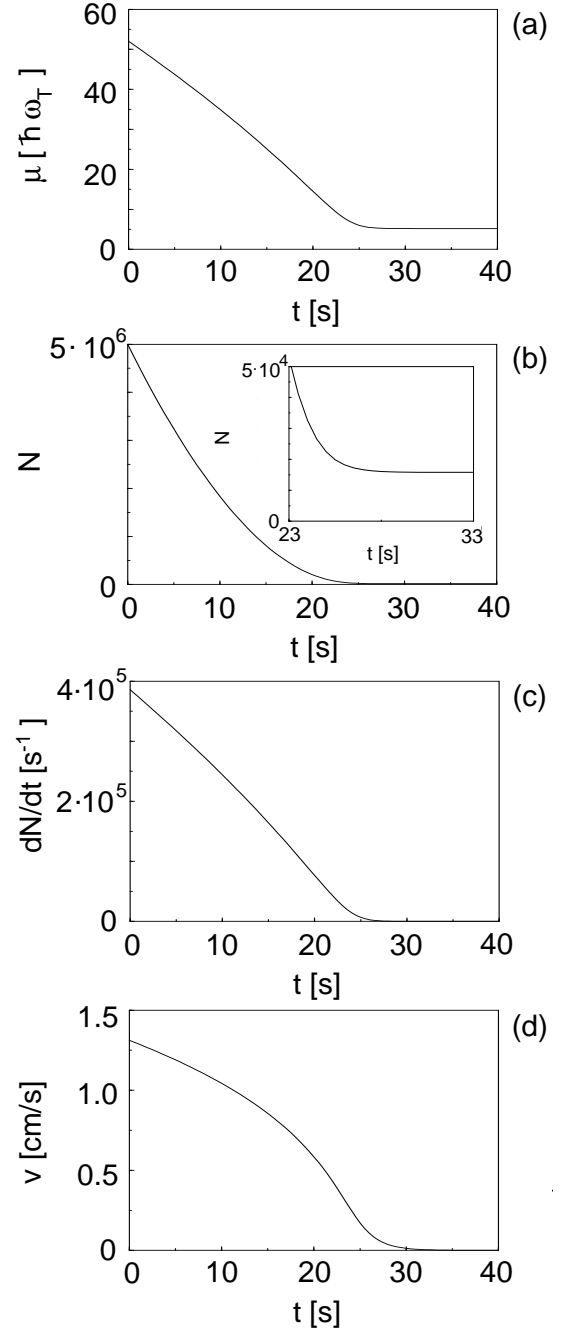 (a)
60
40
20
0
μ [ ℏ ω_T ]
0 10 20 30 40
t [s]
(b)
5·10^6
N
5·10^4
N
0
23 33
t [s]
0
0 10 20 30 40
t [s]
(c)
4·10^5
2·10^5
0
dN/dt [s^-1]
0 10 20 30 40
t [s]
(d)
1.5
1.0
0.5
0
v [cm/s]
0 10 20 30 40
t [s]